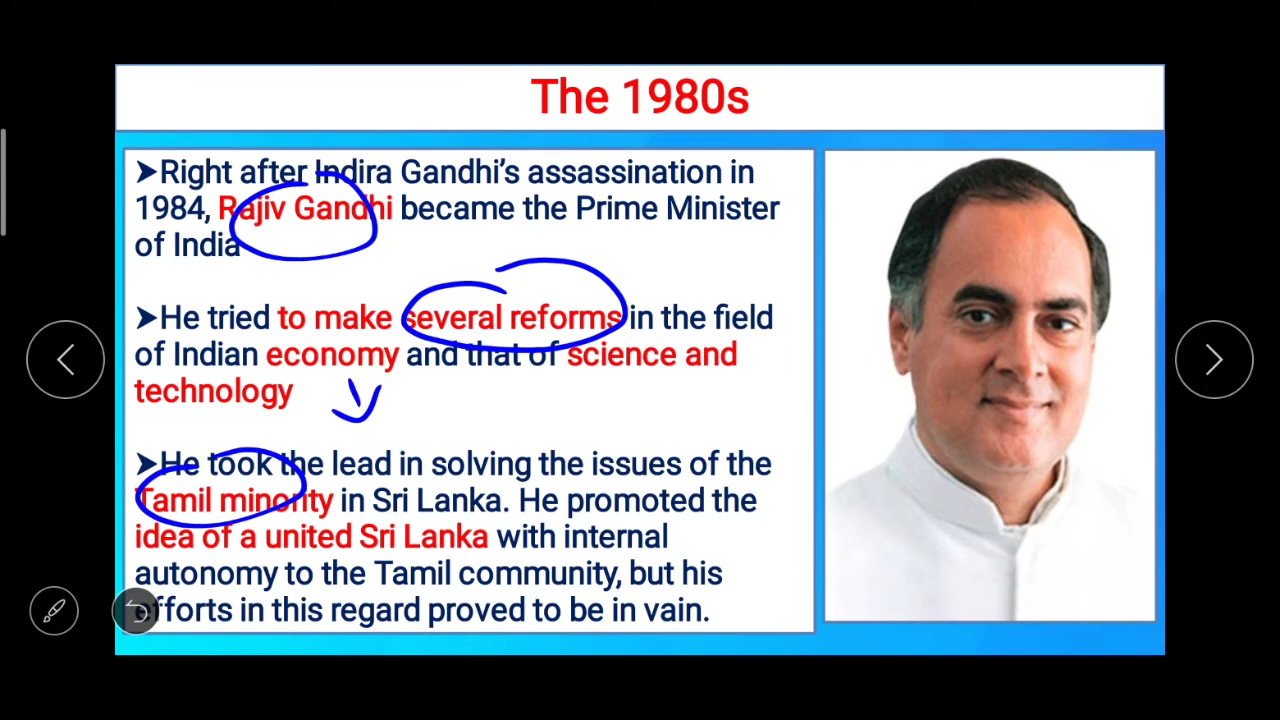 The 1980s
➤Right after Indira Gandhi’s assassination in
1984, Rajiv Gandhi became the Prime Minister
of India
➤He tried to make several reforms in the field
of Indian economy and that of science and
technology
➤He took the lead in solving the issues of the
Tamil minority in Sri Lanka. He promoted the
idea of a united Sri Lanka with internal
autonomy to the Tamil community, but his
efforts in this regard proved to be in vain.